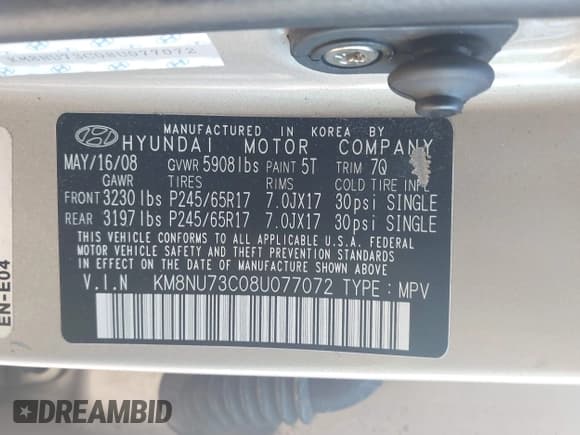 KM8NU73C08U077072
MANUFACTURED IN KOREA BY
HYUNDAI MOTOR COMPANY
MAY/16/08 GVWR 5908lbs PAINT 5T TRIM 7Q
GAWR TIRES RIMS COLD TIRE INFL
FRONT 3230 lbs P245/65R17 7.0JX17 30psi SINGLE
REAR 3197 lbs P245/65R17 7.0JX17 30psi SINGLE
THIS VEHICLE CONFORMS TO ALL APPLICABLE U.S.A. FEDERAL
MOTOR VEHICLE SAFETY AND THEFT PREVENTION STANDARDS
IN EFFECT ON THE DATE OF MANUFACTURE SHOWN ABOVE.
V.I.N KM8NU73C08U077072 TYPE : MPV
EN-E04
DREAMBID